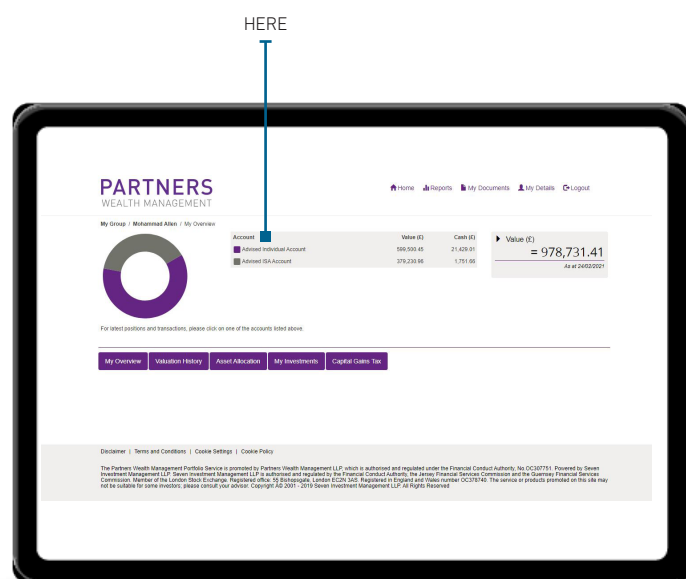 HERE
PARTNERS
WEALTH MANAGEMENT
Home Reports My Documents My Details Logout
My Group / Mohammad Allen / My Overview
Account Value (£) Cash (£)
Advised Individual Account 599,500.45 21,429.01
Advised ISA Account 379,230.96 1,751.66
Value (£)
= 978,731.41
As at 24/02/2021
For latest positions and transactions, please click on one of the accounts listed above.
My Overview Valuation History Asset Allocation My Investments Capital Gains Tax
Disclaimer | Terms and Conditions | Cookie Settings | Cookie Policy
The Partners Wealth Management Portfolio Service is promoted by Partners Wealth Management LLP, which is authorised and regulated under the Financial Conduct Authority, No.OC307751. Powered by Seven
Investment Management LLP. Seven Investment Management LLP is authorised and regulated by the Financial Conduct Authority, the Jersey Financial Services Commission and the Guernsey Financial Services
Commission. Member of the London Stock Exchange. Registered office: 55 Bishopsgate, London EC2N 3AS. Registered in England and Wales number OC378740. The service or products promoted on this site may
not be suitable for some investors; please consult your advisor. Copyright Â© 2001 - 2019 Seven Investment Management LLP. All Rights Reserved